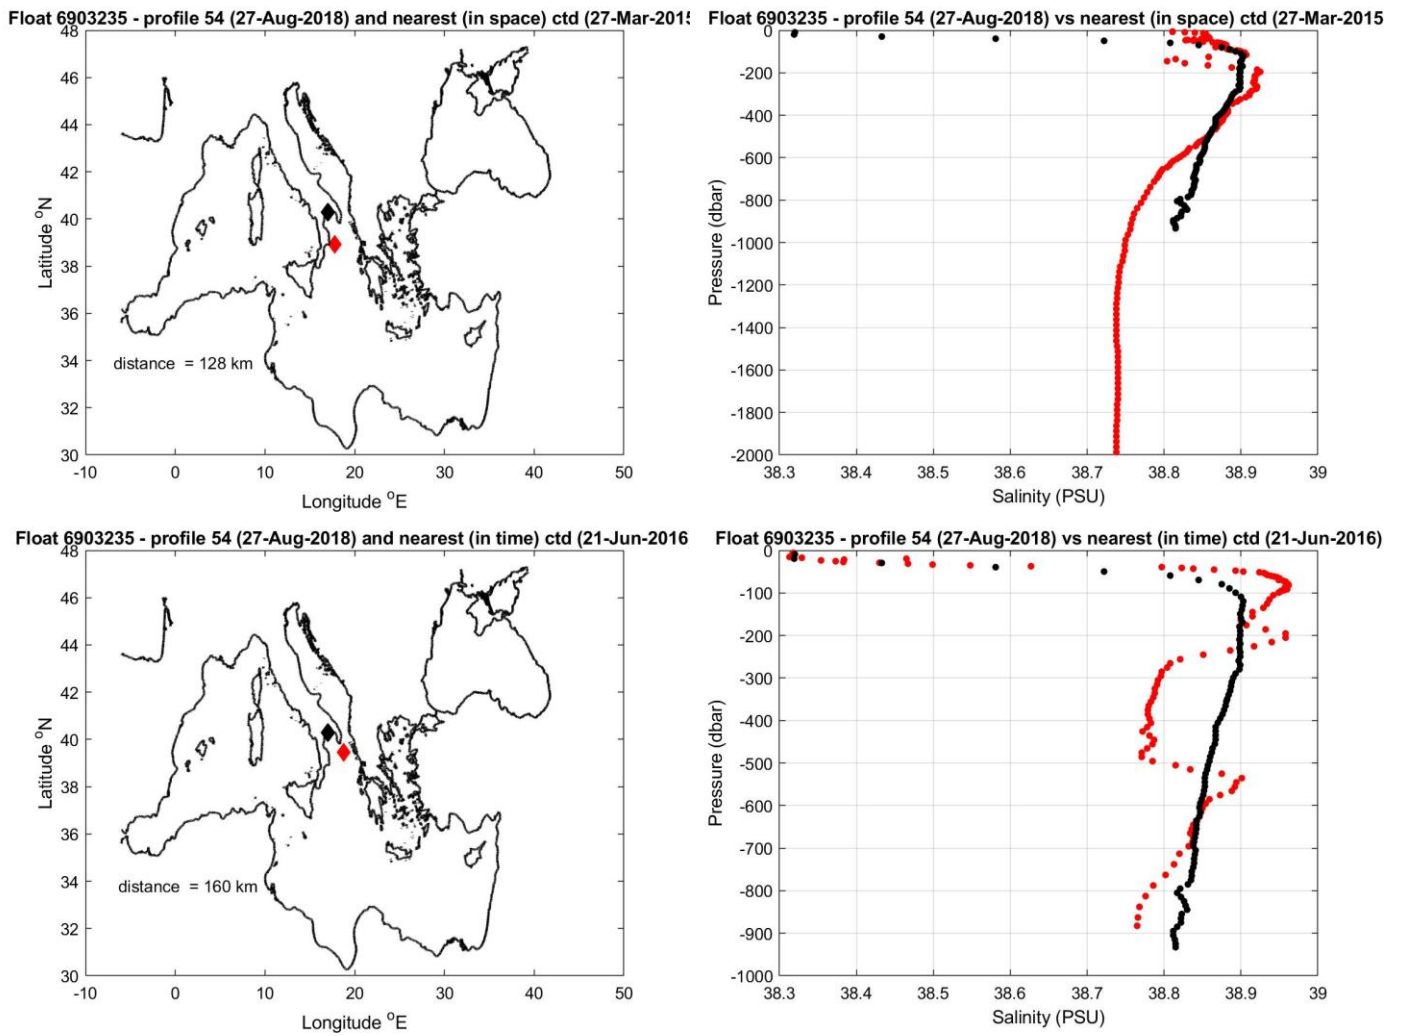 Float 6903235 - profile 54 (27-Aug-2018) and nearest (in space) ctd (27-Mar-2015
48
46
44
42
40
38
36
34
32
30
Latitude °N
distance = 128 km
-10 0 10 20 30 40 50
Longitude °E
Float 6903235 - profile 54 (27-Aug-2018) vs nearest (in space) ctd (27-Mar-2015
0
-200
-400
-600
-800
-1000
-1200
-1400
-1600
-1800
-2000
Pressure (dbar)
38.3 38.4 38.5 38.6 38.7 38.8 38.9 39
Salinity (PSU)
Float 6903235 - profile 54 (27-Aug-2018) and nearest (in time) ctd (21-Jun-2016
48
46
44
42
40
38
36
34
32
30
Latitude °N
distance = 160 km
-10 0 10 20 30 40 50
Longitude °E
Float 6903235 - profile 54 (27-Aug-2018) vs nearest (in time) ctd (21-Jun-2016)
0
-100
-200
-300
-400
-500
-600
-700
-800
-900
-1000
Pressure (dbar)
38.3 38.4 38.5 38.6 38.7 38.8 38.9 39
Salinity (PSU)